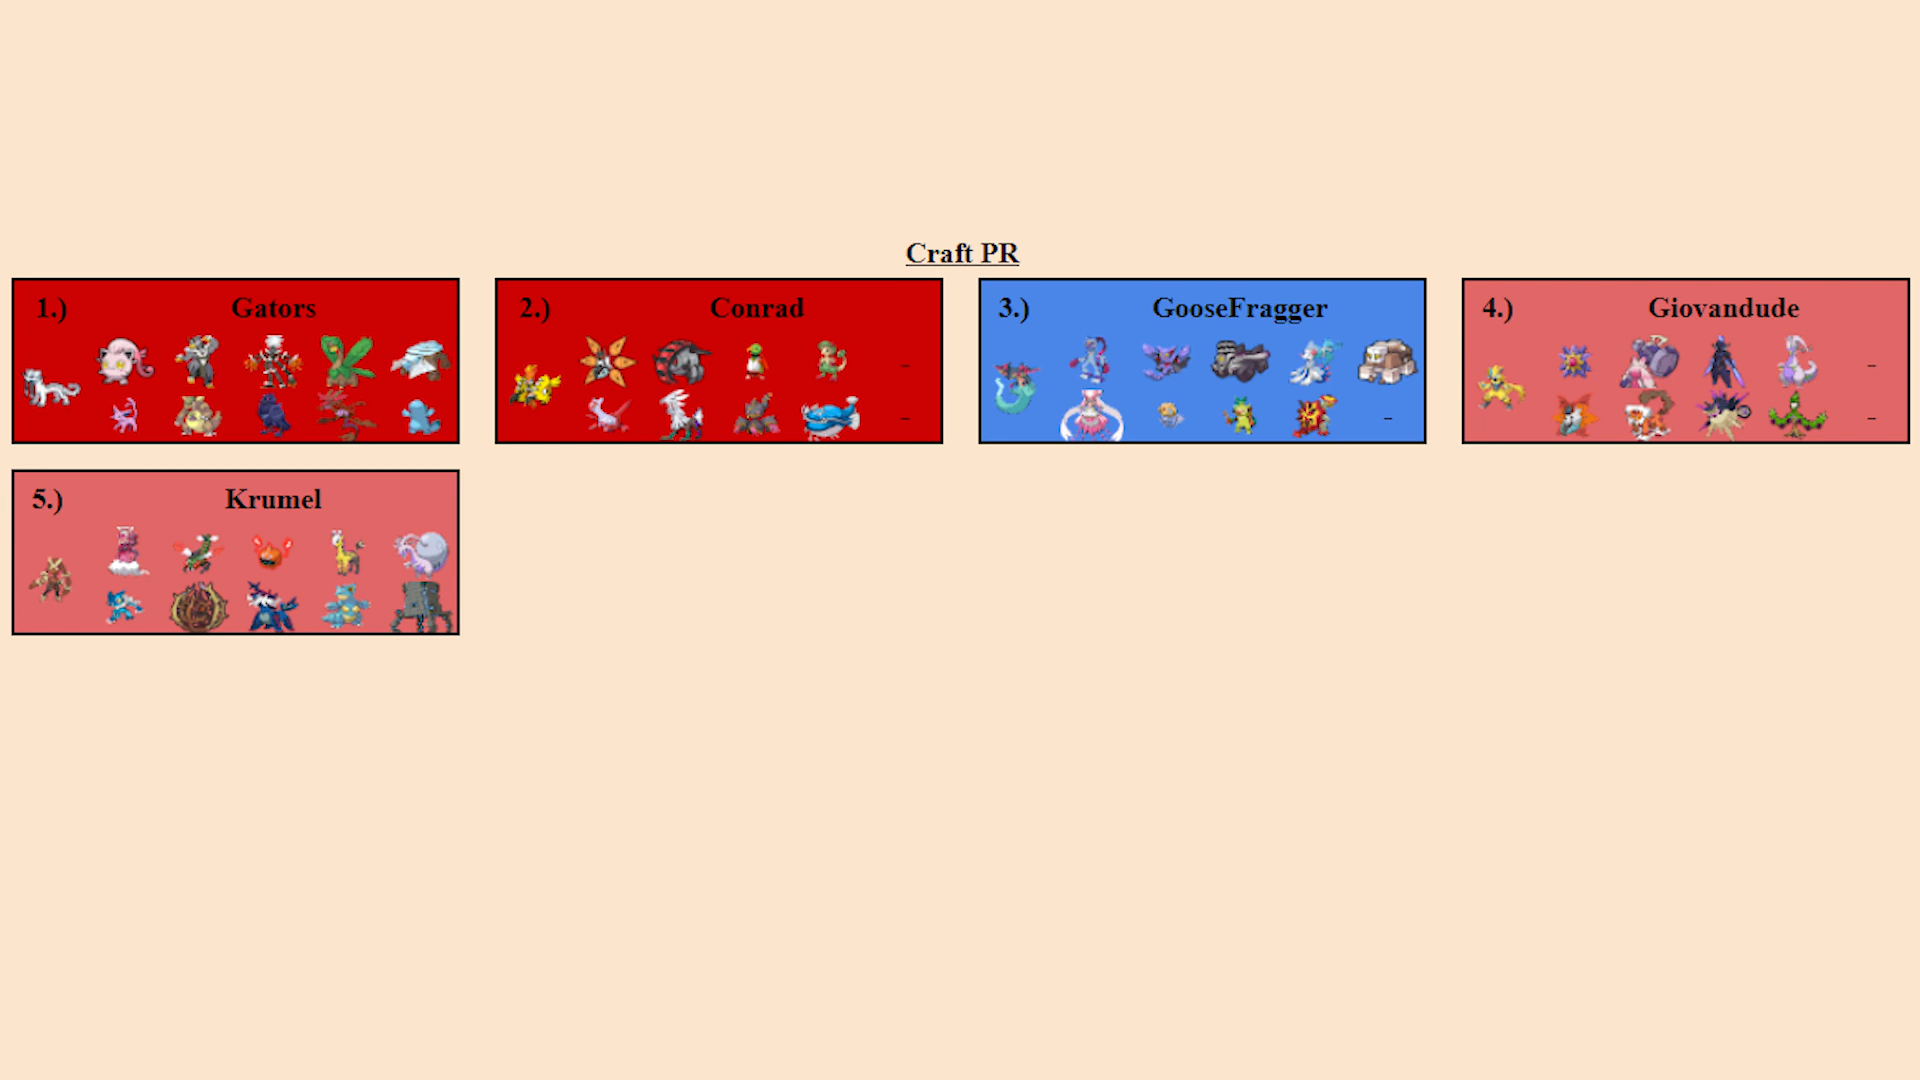 Craft PR
1.) Gators
2.) Conrad
-
-
3.) GooseFragger
-
4.) Giovandude
-
-
5.) Krumel